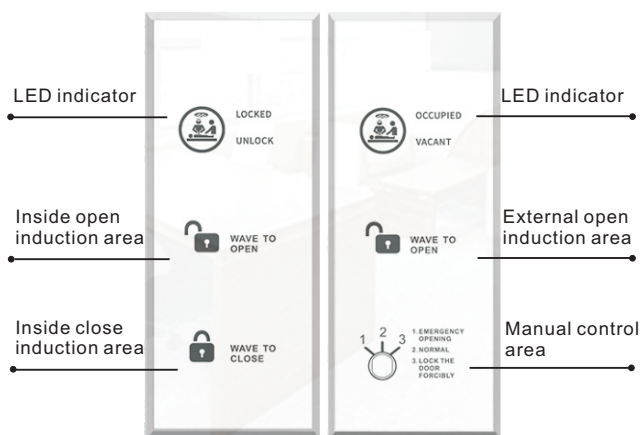 LED indicator
LOCKED
UNLOCK
Inside open
induction area
WAVE TO
OPEN
Inside close
induction area
WAVE TO
CLOSE
OCCUPIED
VACANT
LED indicator
WAVE TO
OPEN
External open
induction area
1 2 3
1.EMERGENCY
OPENING
2.NORMAL
3.LOCK THE
DOOR
FORCIBLY
Manual control
area